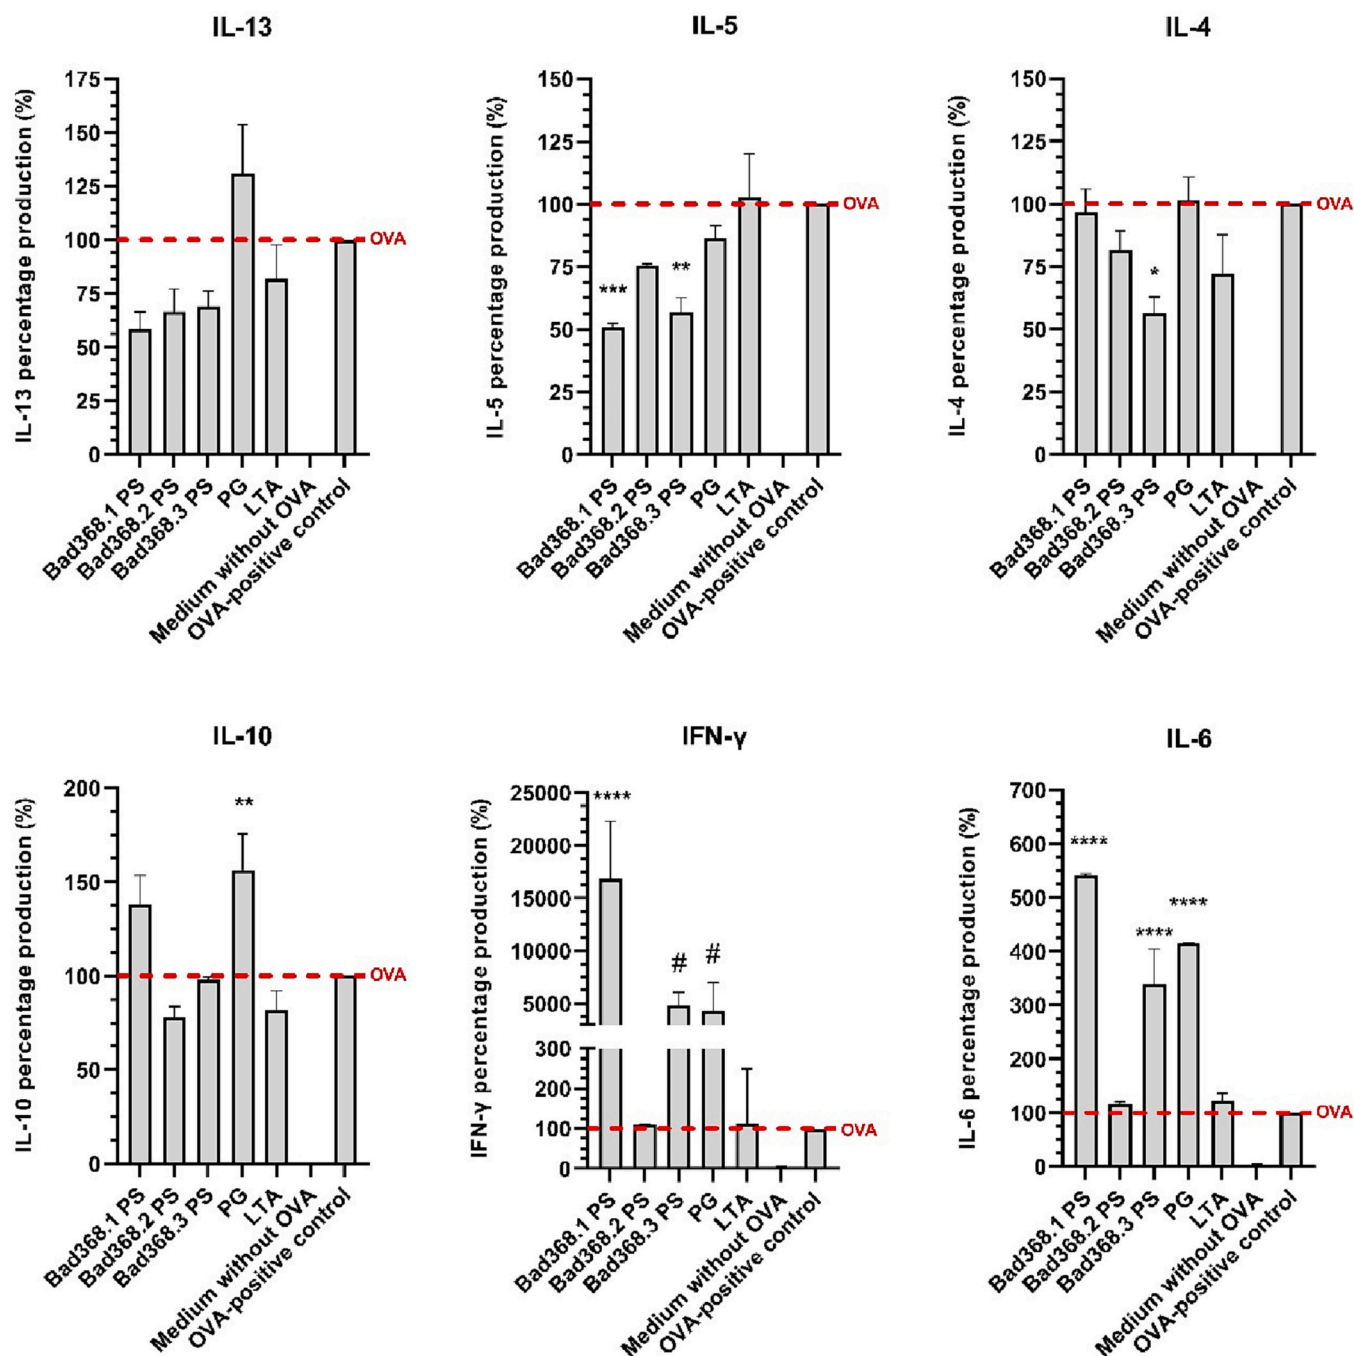 IL-13
IL-13 percentage production (%)
175
150
125
100
75
50
25
0
OVA
Bad368.1 PS
Bad368.2 PS
Bad368.3 PS
PG
LTA
Medium without OVA
OVA-positive control
IL-5
IL-5 percentage production (%)
150
125
100
75
50
25
0
***
**
OVA
Bad368.1 PS
Bad368.2 PS
Bad368.3 PS
PG
LTA
Medium without OVA
OVA-positive control
IL-4
IL-4 percentage production (%)
150
125
100
75
50
25
0
*
OVA
Bad368.1 PS
Bad368.2 PS
Bad368.3 PS
PG
LTA
Medium without OVA
OVA-positive control
IL-10
IL-10 percentage production (%)
200
150
100
50
0
**
OVA
Bad368.1 PS
Bad368.2 PS
Bad368.3 PS
PG
LTA
Medium without OVA
OVA-positive control
IFN-γ
IFN-γ percentage production (%)
25000
20000
15000
10000
5000
300
200
100
0
****
#
#
OVA
Bad368.1 PS
Bad368.2 PS
Bad368.3 PS
PG
LTA
Medium without OVA
OVA-positive control
IL-6
IL-6 percentage production (%)
700
600
500
400
300
200
100
0
****
****
****
OVA
Bad368.1 PS
Bad368.2 PS
Bad368.3 PS
PG
LTA
Medium without OVA
OVA-positive control